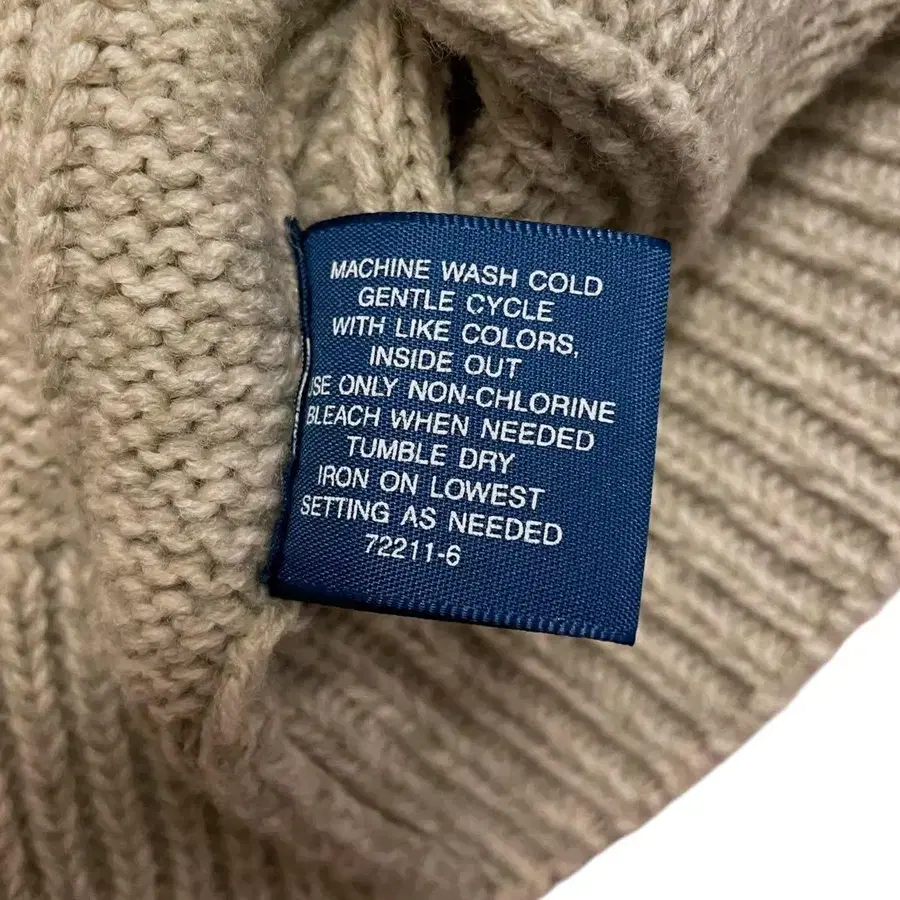 MACHINE WASH COLD
GENTLE CYCLE
WITH LIKE COLORS,
INSIDE OUT
USE ONLY NON-CHLORINE
BLEACH WHEN NEEDED
TUMBLE DRY
IRON ON LOWEST
SETTING AS NEEDED
72211-6